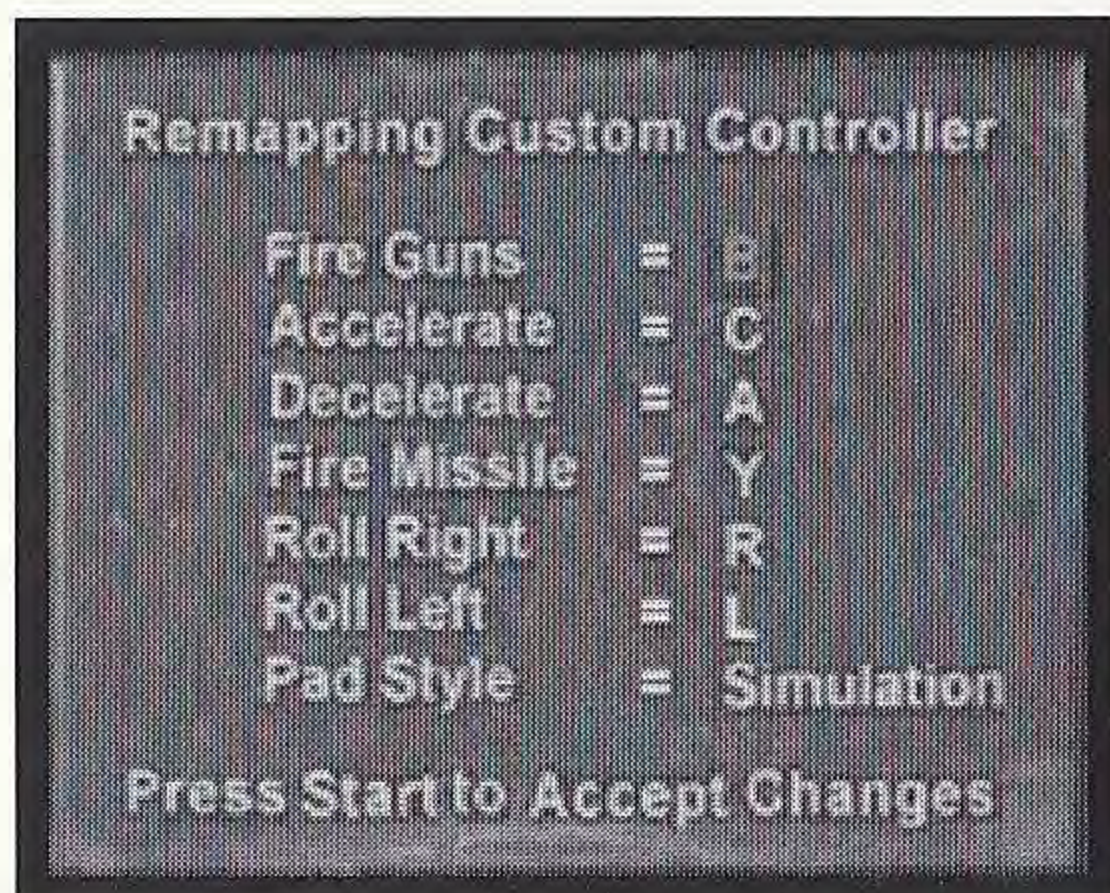 Remapping Custom Controller
Fire Guns = B
Accelerate = C
Decelerate = A
Fire Missile = Y
Roll Right = R
Roll Left = L
Pad Style = Simulation
Press Start to Accept Changes